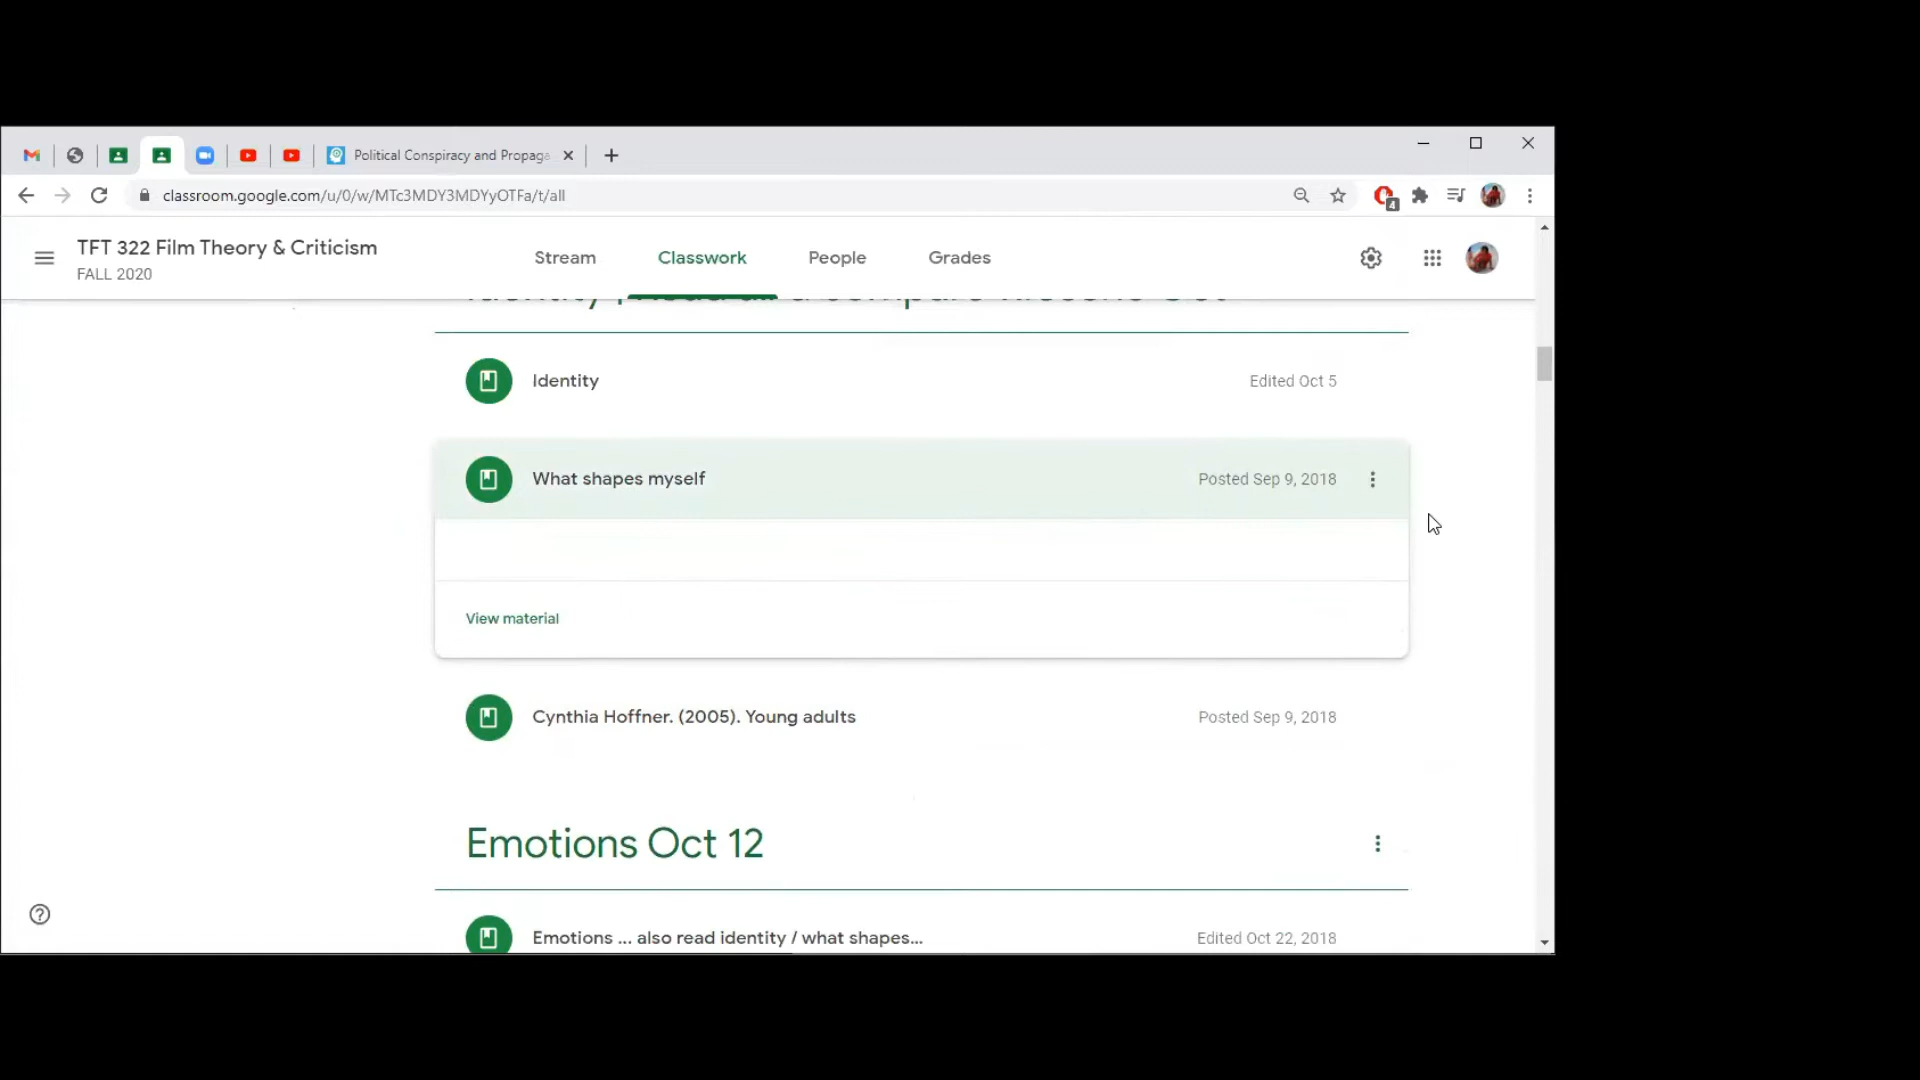 Political Conspiracy and Propaga
classroom.google.com/u/0/w/MTc3MDY3MDYyOTFa/t/all
4
TFT 322 Film Theory & Criticism
FALL 2020
Stream
Classwork
People
Grades
Identity
Edited Oct 5
What shapes myself
Posted Sep 9, 2018
View material
Cynthia Hoffner. (2005). Young adults
Posted Sep 9, 2018
Emotions Oct 12
Emotions ... also read identity / what shapes...
Edited Oct 22, 2018